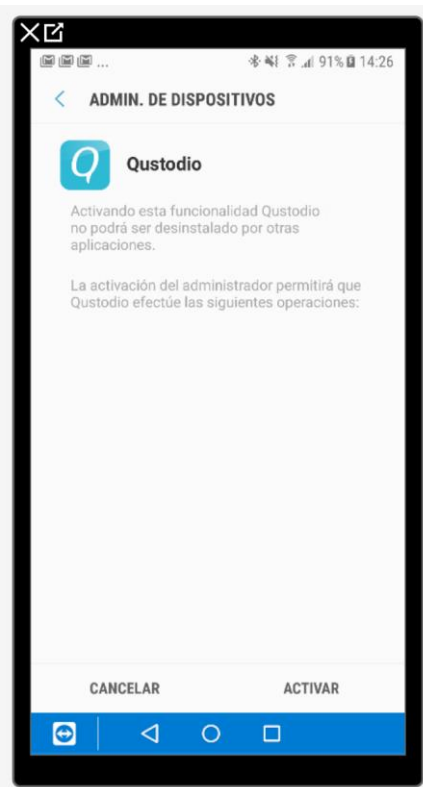 ... 91% 14:26
ADMIN. DE DISPOSITIVOS
Q Qustodio
Activando esta funcionalidad Qustodio
no podrá ser desinstalado por otras
aplicaciones.
La activación del administrador permitirá que
Qustodio efectúe las siguientes operaciones:
CANCELAR ACTIVAR